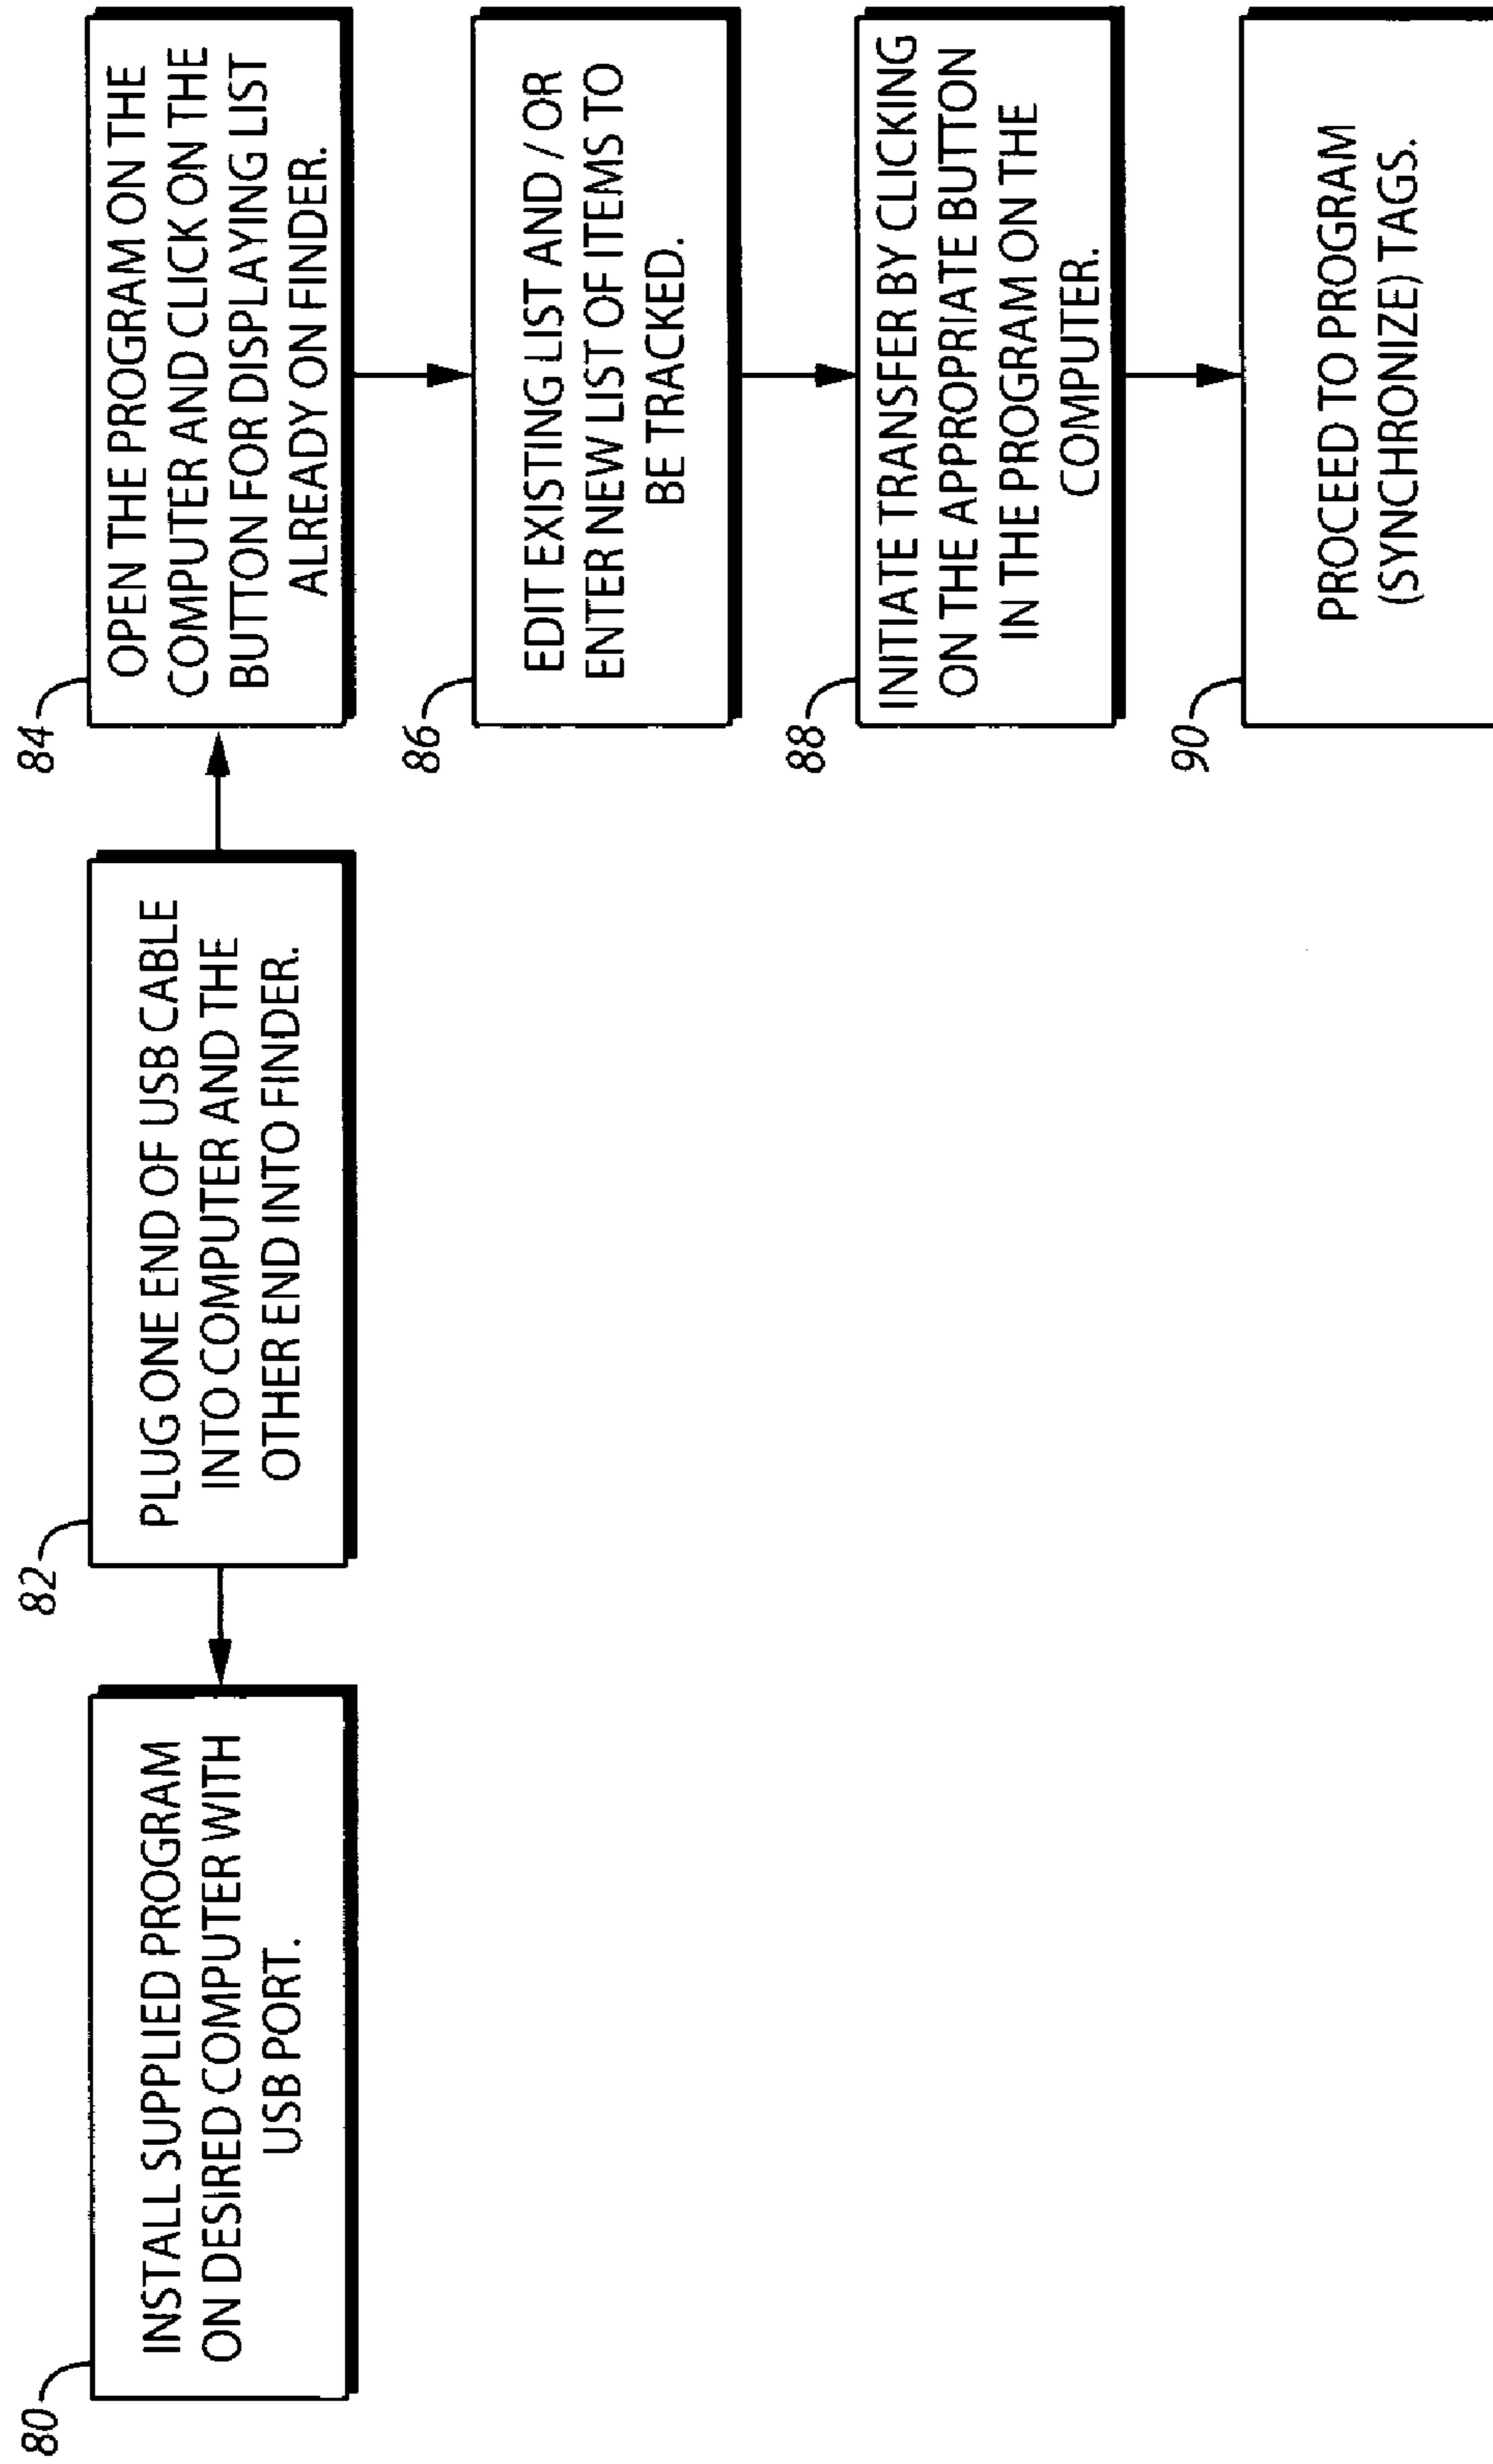 80
INSTALL SUPPLIED PROGRAM
ON DESIRED COMPUTER WITH
USB PORT.
82
PLUG ONE END OF USB CABLE
INTO COMPUTER AND THE
OTHER END INTO FINDER.
84
OPEN THE PROGRAM ON THE
COMPUTER AND CLICK ON THE
BUTTON FOR DISPLAYING LIST
ALREADY ON FINDER.
86
EDIT EXISTING LIST AND / OR
ENTER NEW LIST OF ITEMS TO
BE TRACKED.
88
INITIATE TRANSFER BY CLICKING
ON THE APPROPRIATE BUTTON
IN THE PROGRAM ON THE
COMPUTER.
90
PROCEED TO PROGRAM
(SYNCHRONIZE) TAGS.